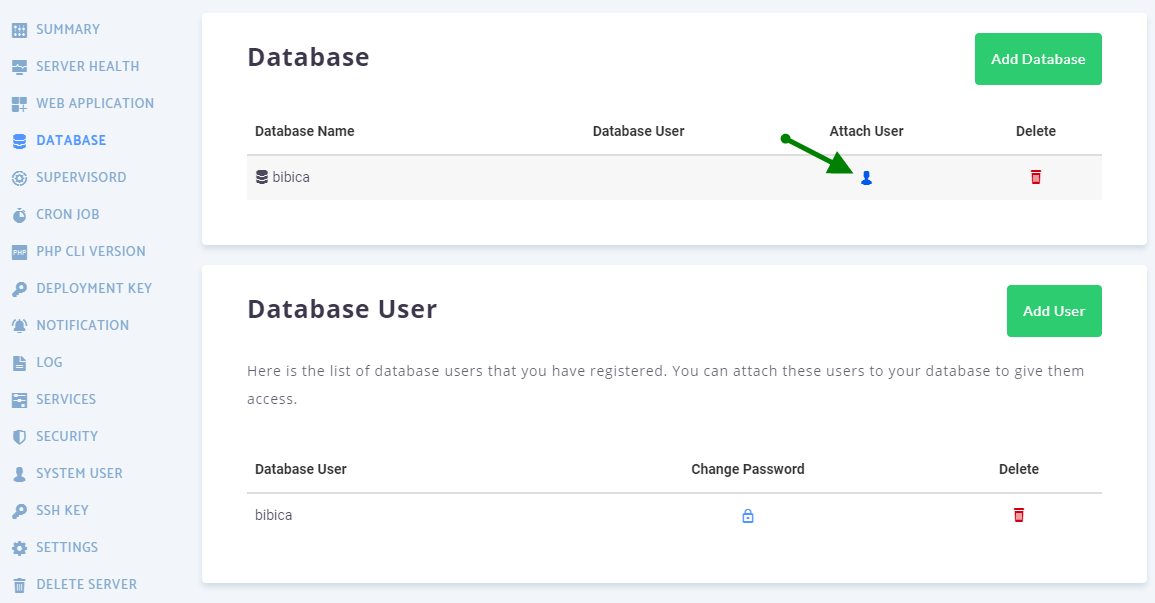 SUMMARY
SERVER HEALTH
WEB APPLICATION
DATABASE
SUPERVISORD
CRON JOB
PHP
PHP CLI VERSION
DEPLOYMENT KEY
NOTIFICATION
LOG
SERVICES
SECURITY
SYSTEM USER
SSH KEY
SETTINGS
DELETE SERVER
Database
Add Database
Database Name Database User Attach User Delete
bibica
Database User
Add User
Here is the list of database users that you have registered. You can attach these users to your database to give them
access.
Database User Change Password Delete
bibica